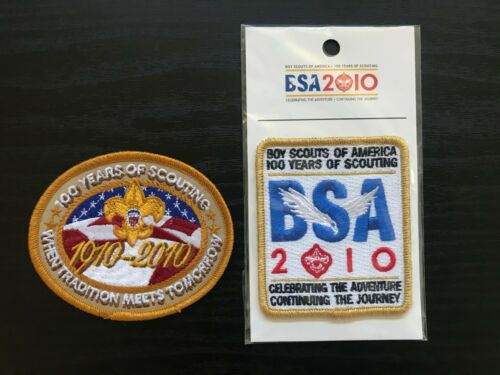 100 YEARS OF SCOUTING
1910-2010
WHEN TRADITION MEETS TOMORROW
BOY SCOUTS OF AMERICA • 100 YEARS OF SCOUTING
BSA2010
CELEBRATING THE ADVENTURE • CONTINUING THE JOURNEY
BOY SCOUTS OF AMERICA
100 YEARS OF SCOUTING
BSA
2010
CELEBRATING THE ADVENTURE
CONTINUING THE JOURNEY